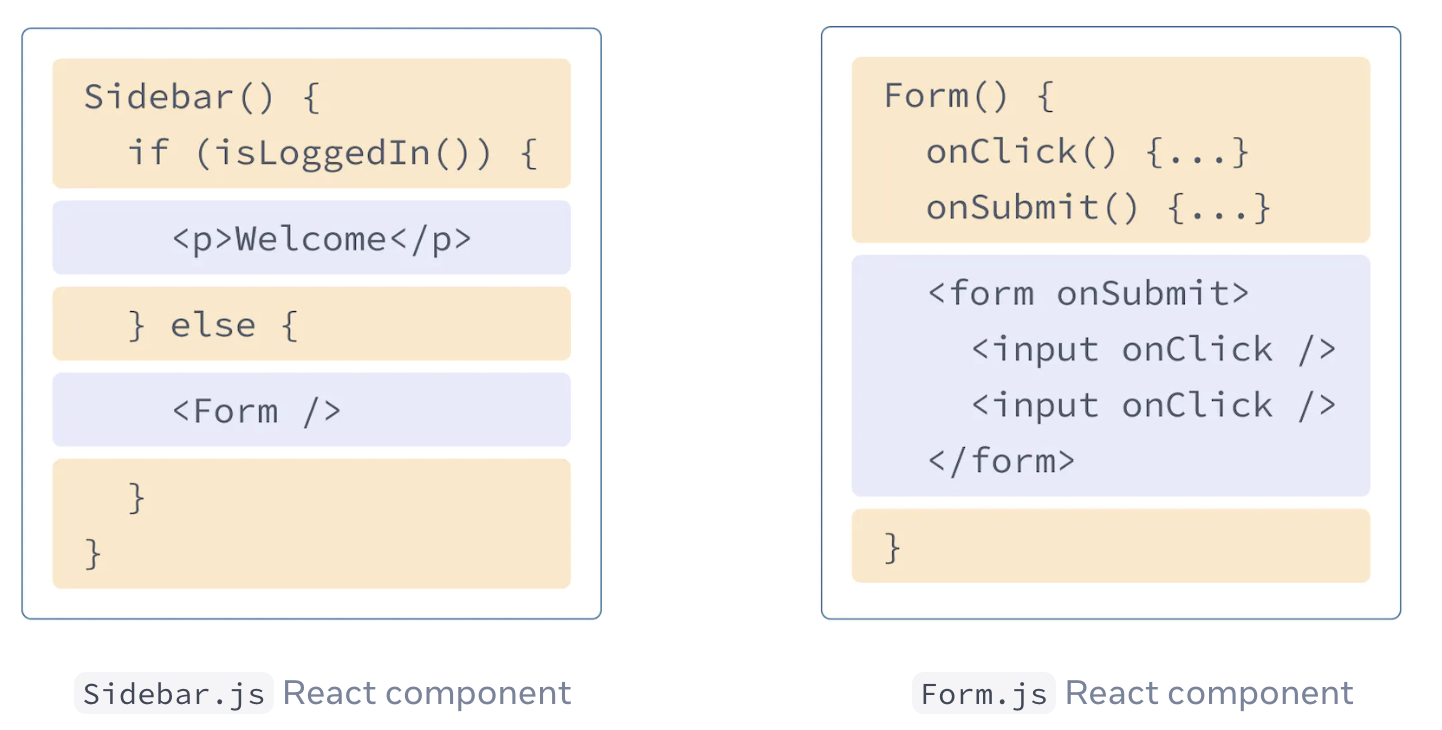 Sidebar() {
if (isLoggedIn()) {
<p>Welcome</p>
} else {
<Form />
}
}
Sidebar.js React component
Form() {
onClick() {...}
onSubmit() {...}
<form onSubmit>
<input onClick />
<input onClick />
</form>
}
Form.js React component